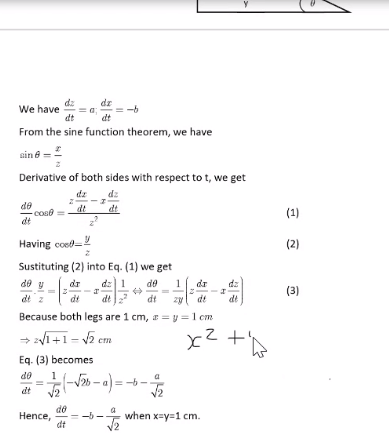 y θ
We have dz/dt = a; dx/dt = −b
From the sine function theorem, we have
sin θ = x/z
Derivative of both sides with respect to t, we get
dθ/dt cosθ = (z dx/dt − x dz/dt)/z² (1)
Having cosθ= y/z (2)
Sustituting (2) into Eq. (1) we get
dθ/dt · y/z = (z dx/dt − x dz/dt) 1/z² ⇔ dθ/dt = 1/zy (z dx/dt − x dz/dt) (3)
Because both legs are 1 cm, x = y = 1 cm
⇒ z√1+1 = √2 cm
x² +
Eq. (3) becomes
dθ/dt = 1/√2 (−√2b − a) = −b − a/√2
Hence, dθ/dt = −b − a/√2 when x=y=1 cm.